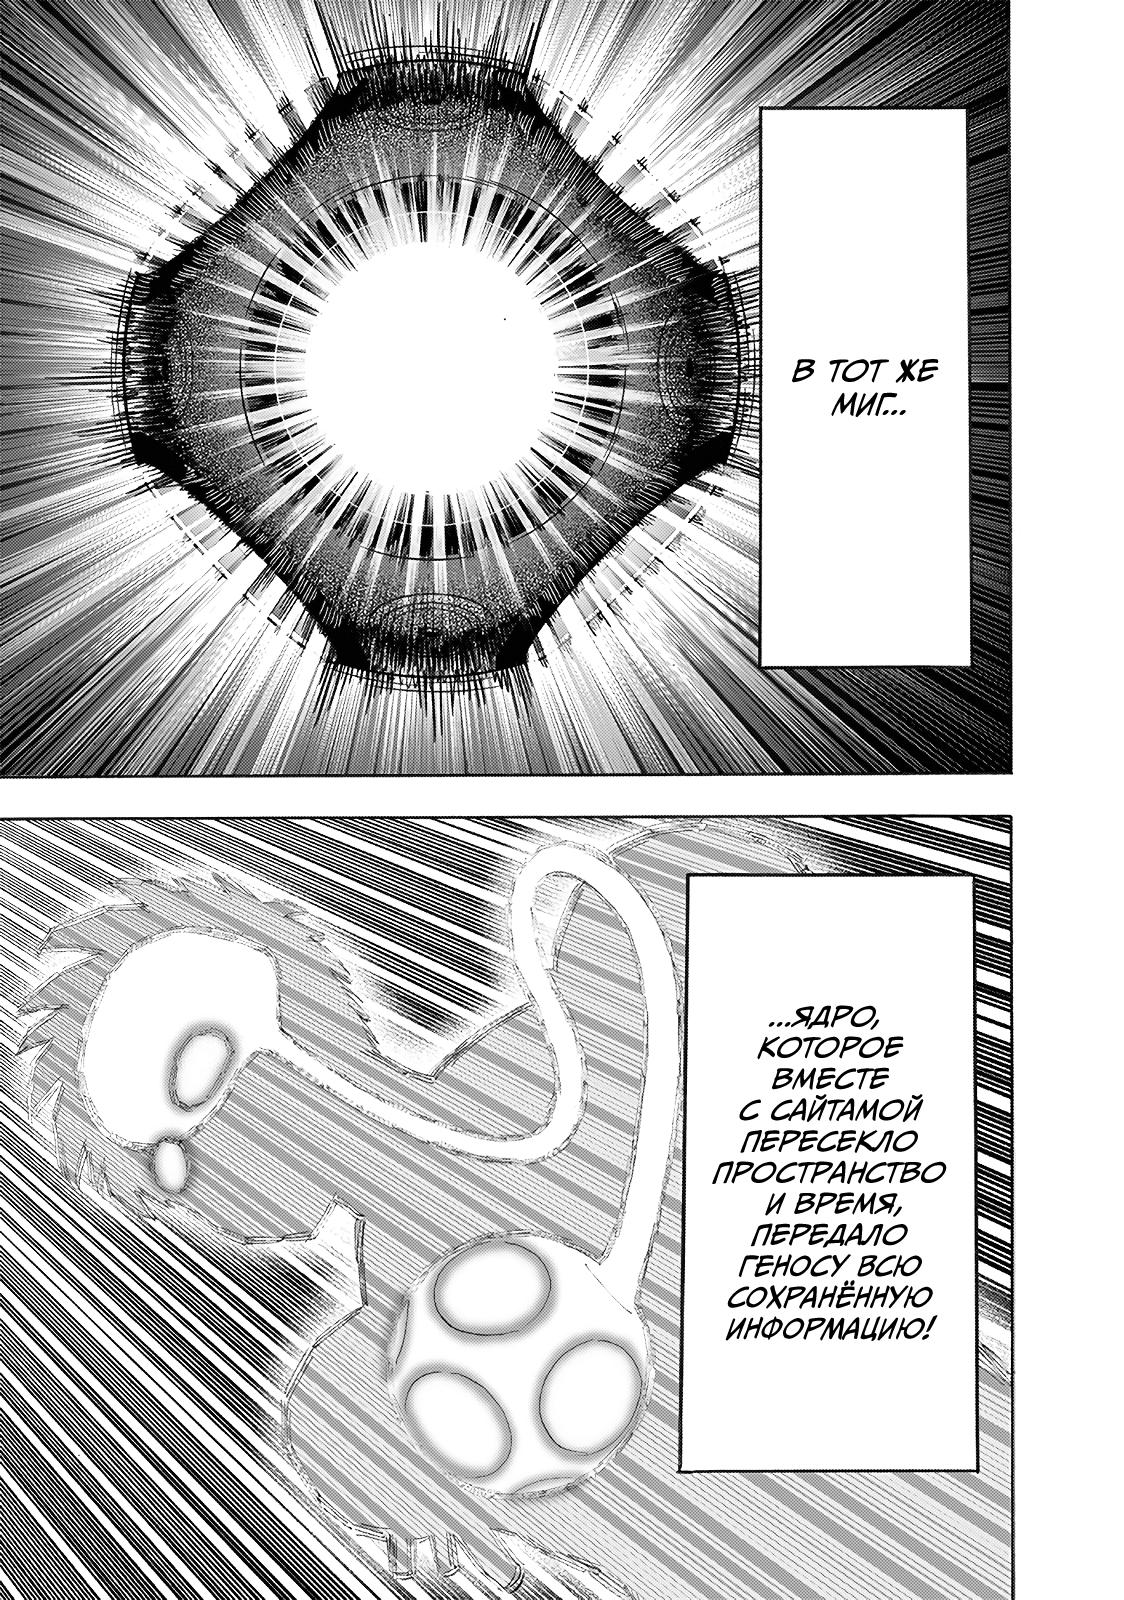 В ТОТ ЖЕ
МИГ...
...ЯДРО,
КОТОРОЕ
ВМЕСТЕ
С САЙТАМОЙ
ПЕРЕСЕКЛО
ПРОСТРАНСТВО
И ВРЕМЯ,
ПЕРЕДАЛО
ГЕНОСУ ВСЮ
СОХРАНЁННУЮ
ИНФОРМАЦИЮ!